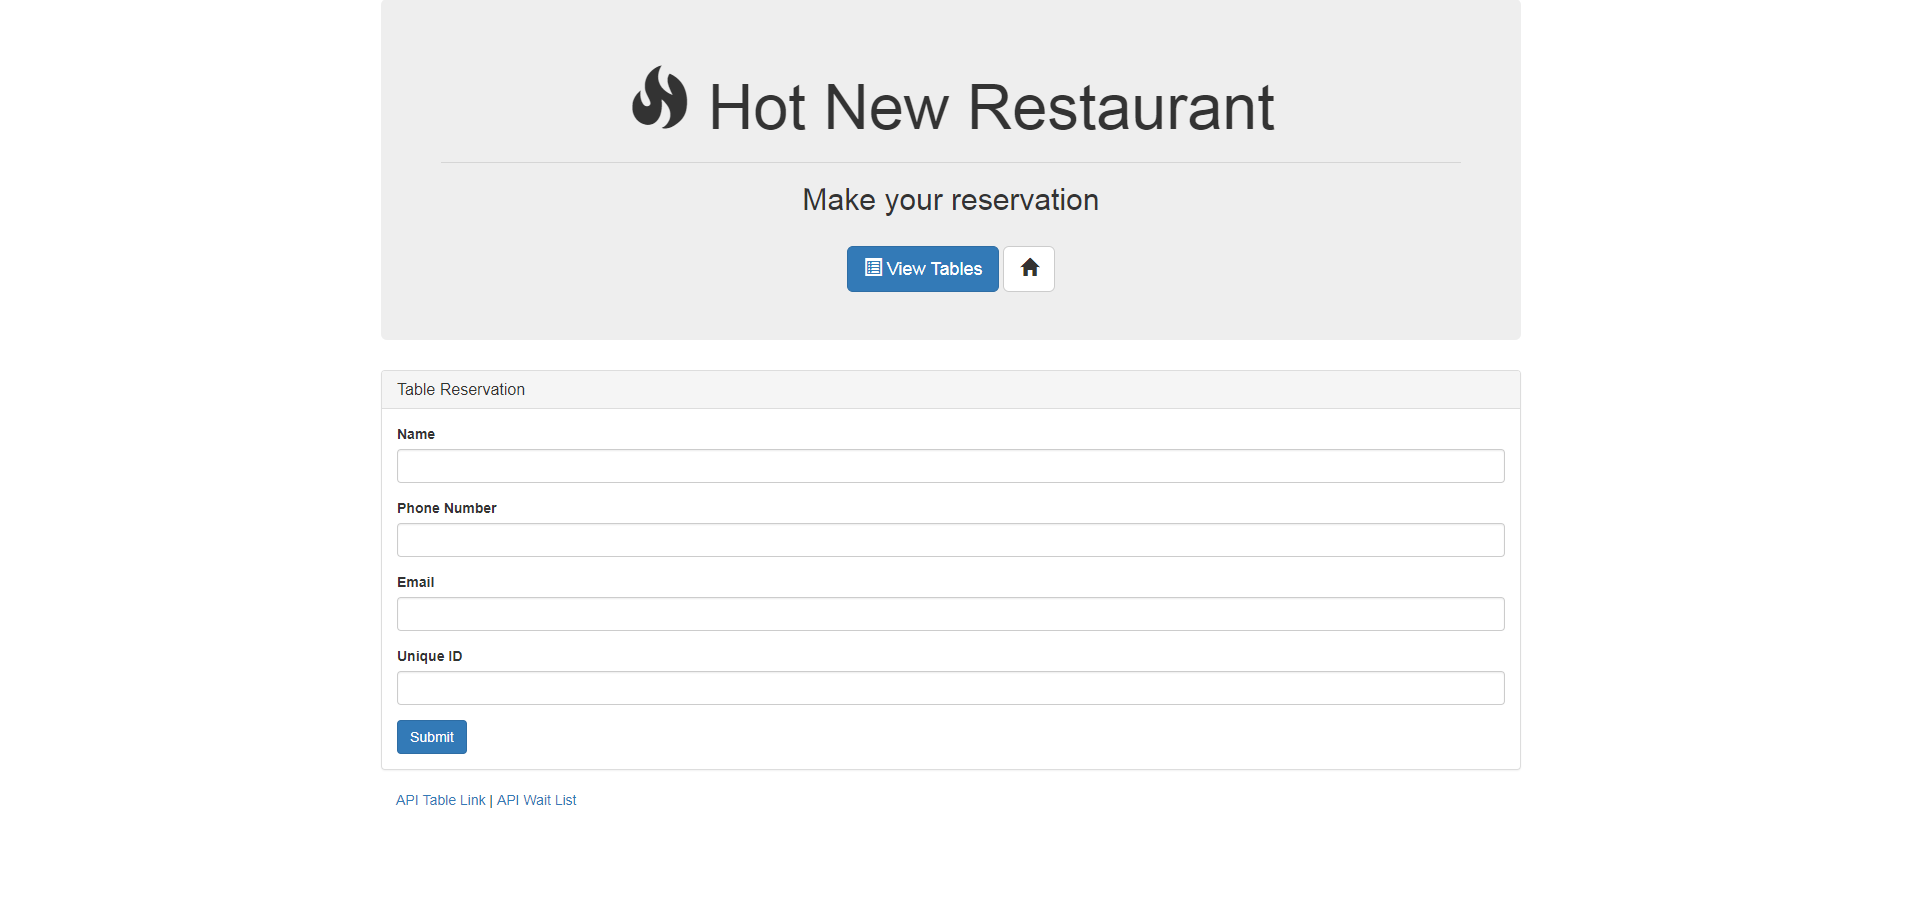 Hot New Restaurant
Make your reservation
View Tables
Table Reservation
Name
Phone Number
Email
Unique ID
Submit
API Table Link | API Wait List